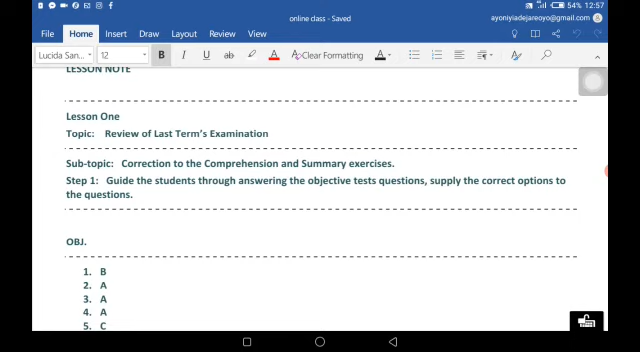 54% 12:57
online class - Saved
ayoniyiadejareoyo@gmail.com
File Home Insert Draw Layout Review View
Lucida San... 12 B I U ab A Clear Formatting A
LESSON NOTE
Lesson One
Topic: Review of Last Term's Examination
Sub-topic: Correction to the Comprehension and Summary exercises.
Step 1: Guide the students through answering the objective tests questions, supply the correct options to
the questions.
OBJ.
1. B
2. A
3. A
4. A
5. C